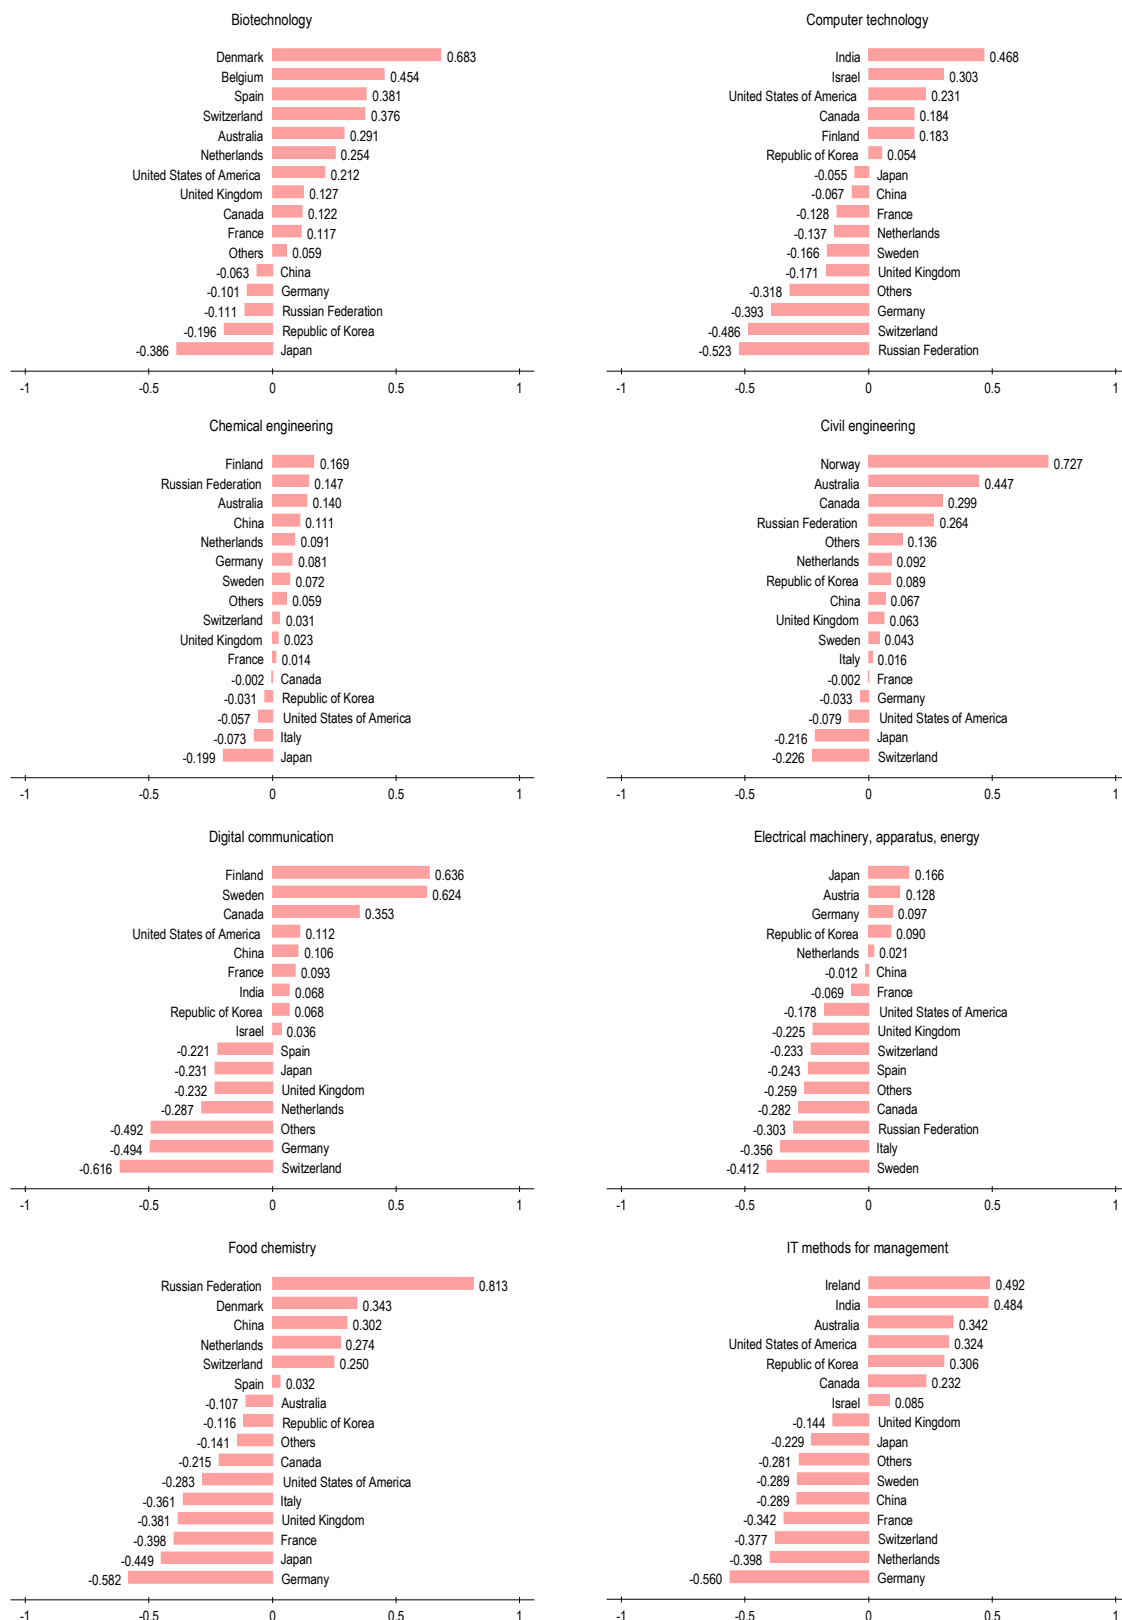 Biotechnology
Denmark 0.683
Belgium 0.454
Spain 0.381
Switzerland 0.376
Australia 0.291
Netherlands 0.254
United States of America 0.212
United Kingdom 0.127
Canada 0.122
France 0.117
Others 0.059
-0.063 China
-0.101 Germany
-0.111 Russian Federation
-0.196 Republic of Korea
-0.386 Japan
-1 -0.5 0 0.5 1
Computer technology
India 0.468
Israel 0.303
United States of America 0.231
Canada 0.184
Finland 0.183
Republic of Korea 0.054
-0.055 Japan
-0.067 China
-0.128 France
-0.137 Netherlands
-0.166 Sweden
-0.171 United Kingdom
-0.318 Others
-0.393 Germany
-0.486 Switzerland
-0.523 Russian Federation
-1 -0.5 0 0.5 1
Chemical engineering
Finland 0.169
Russian Federation 0.147
Australia 0.140
China 0.111
Netherlands 0.091
Germany 0.081
Sweden 0.072
Others 0.059
Switzerland 0.031
United Kingdom 0.023
France 0.014
-0.002 Canada
-0.031 Republic of Korea
-0.057 United States of America
-0.073 Italy
-0.199 Japan
-1 -0.5 0 0.5 1
Civil engineering
Norway 0.727
Australia 0.447
Canada 0.299
Russian Federation 0.264
Others 0.136
Netherlands 0.092
Republic of Korea 0.089
China 0.067
United Kingdom 0.063
Sweden 0.043
Italy 0.016
-0.002 France
-0.033 Germany
-0.079 United States of America
-0.216 Japan
-0.226 Switzerland
-1 -0.5 0 0.5 1
Digital communication
Finland 0.636
Sweden 0.624
Canada 0.353
United States of America 0.112
China 0.106
France 0.093
India 0.068
Republic of Korea 0.068
Israel 0.036
-0.221 Spain
-0.231 Japan
-0.232 United Kingdom
-0.287 Netherlands
-0.492 Others
-0.494 Germany
-0.616 Switzerland
-1 -0.5 0 0.5 1
Electrical machinery, apparatus, energy
Japan 0.166
Austria 0.128
Germany 0.097
Republic of Korea 0.090
Netherlands 0.021
-0.012 China
-0.069 France
-0.178 United States of America
-0.225 United Kingdom
-0.233 Switzerland
-0.243 Spain
-0.259 Others
-0.282 Canada
-0.303 Russian Federation
-0.356 Italy
-0.412 Sweden
-1 -0.5 0 0.5 1
Food chemistry
Russian Federation 0.813
Denmark 0.343
China 0.302
Netherlands 0.274
Switzerland 0.250
Spain 0.032
-0.107 Australia
-0.116 Republic of Korea
-0.141 Others
-0.215 Canada
-0.283 United States of America
-0.361 Italy
-0.381 United Kingdom
-0.398 France
-0.449 Japan
-0.582 Germany
-1 -0.5 0 0.5 1
IT methods for management
Ireland 0.492
India 0.484
Australia 0.342
United States of America 0.324
Republic of Korea 0.306
Canada 0.232
Israel 0.085
-0.144 United Kingdom
-0.229 Japan
-0.281 Others
-0.289 Sweden
-0.289 China
-0.342 France
-0.377 Switzerland
-0.398 Netherlands
-0.560 Germany
-1 -0.5 0 0.5 1